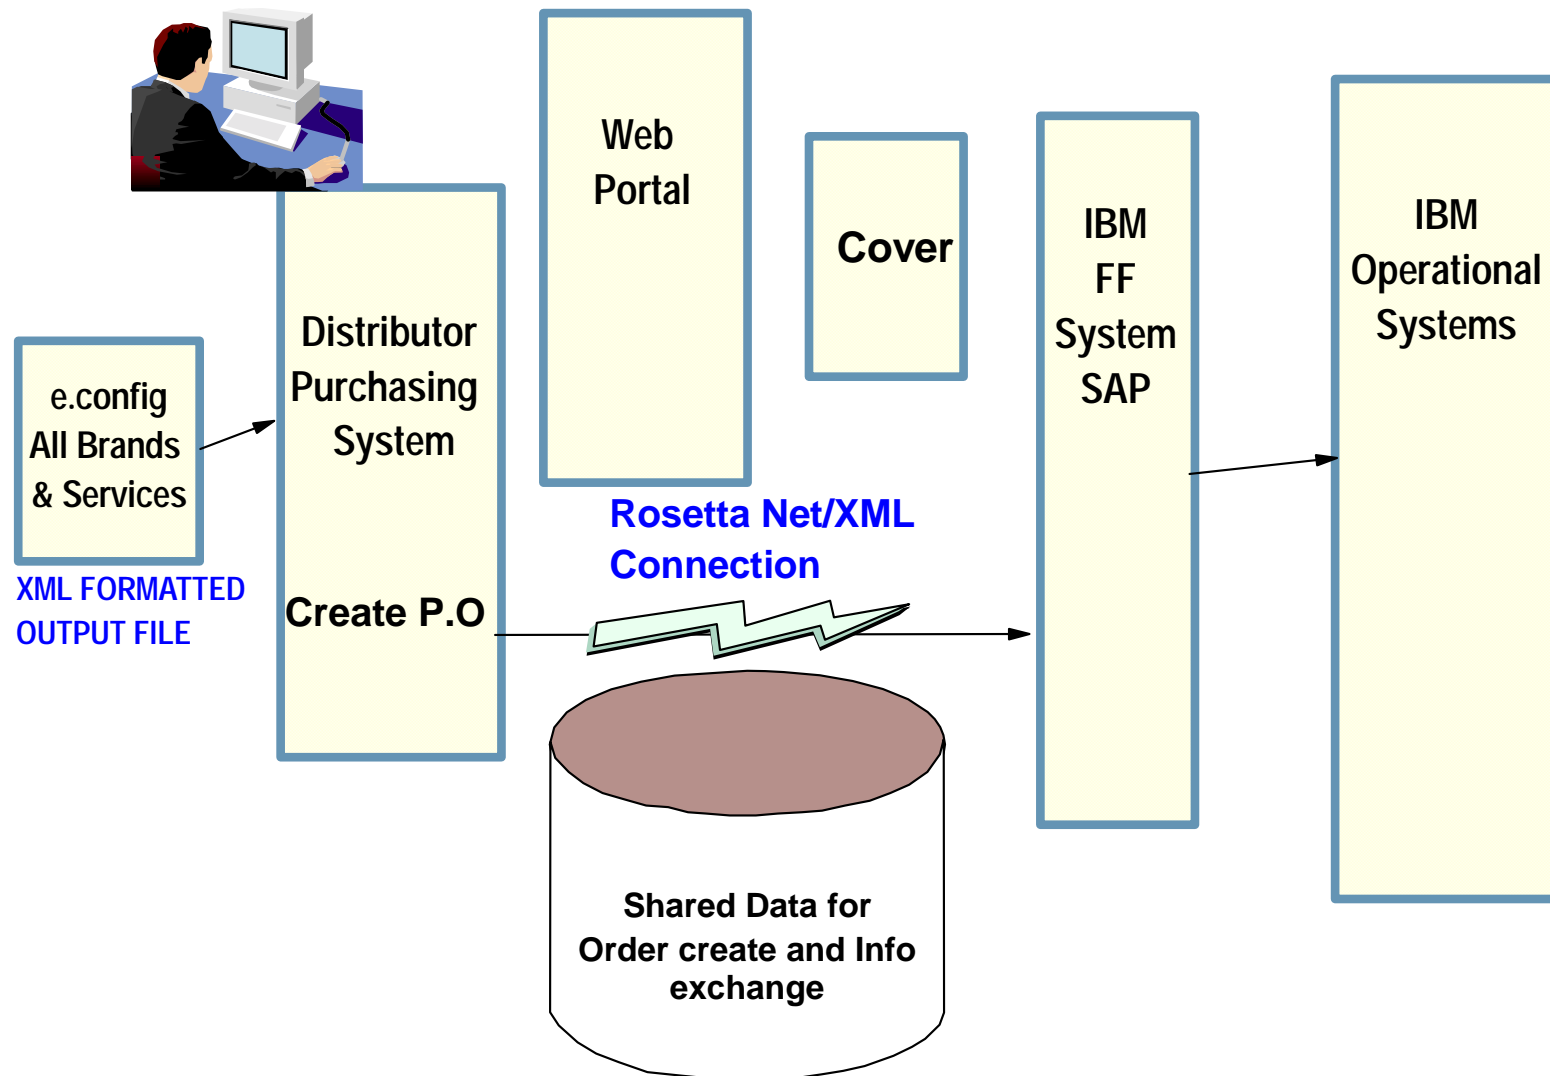 Web
Portal
Cover
IBM
FF
System
SAP
IBM
Operational
Systems
Distributor
Purchasing
System
e.config
All Brands
& Services
XML FORMATTED
OUTPUT FILE
Create P.O
Rosetta Net/XML
Connection
Shared Data for
Order create and Info
exchange